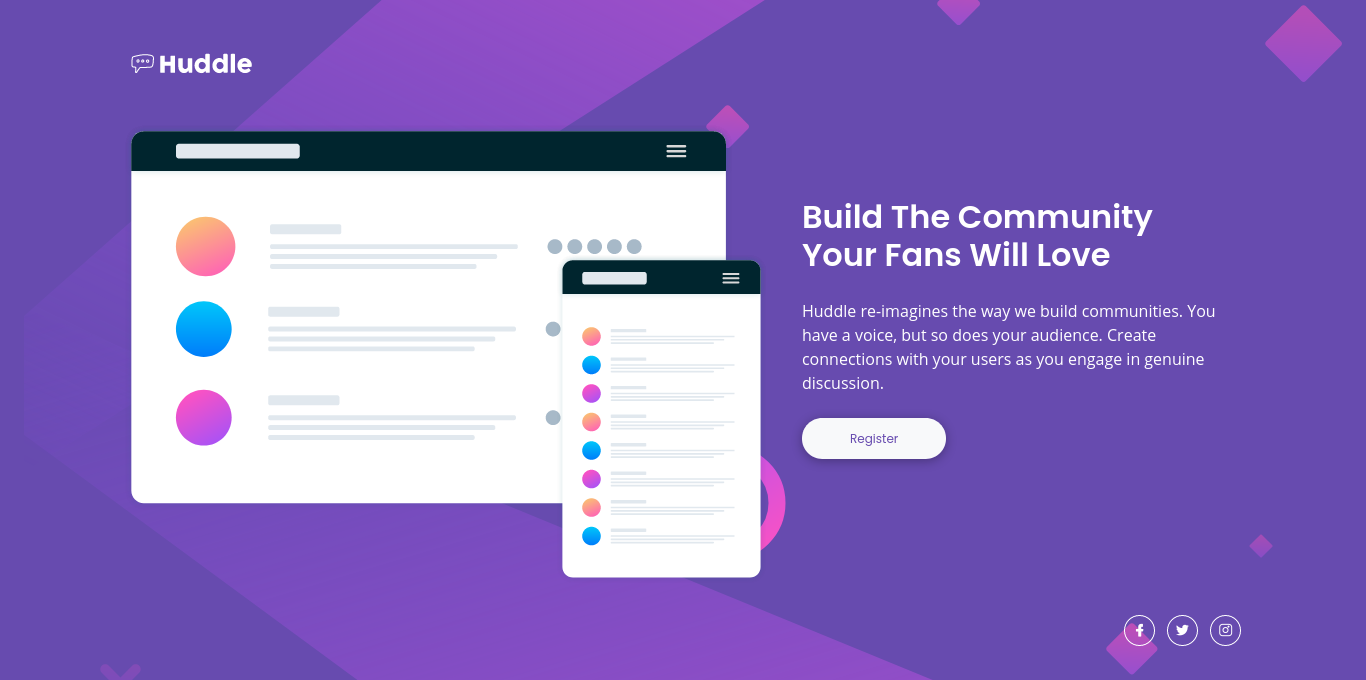 Huddle
Build The Community
Your Fans Will Love
Huddle re-imagines the way we build communities. You
have a voice, but so does your audience. Create
connections with your users as you engage in genuine
discussion.
Register